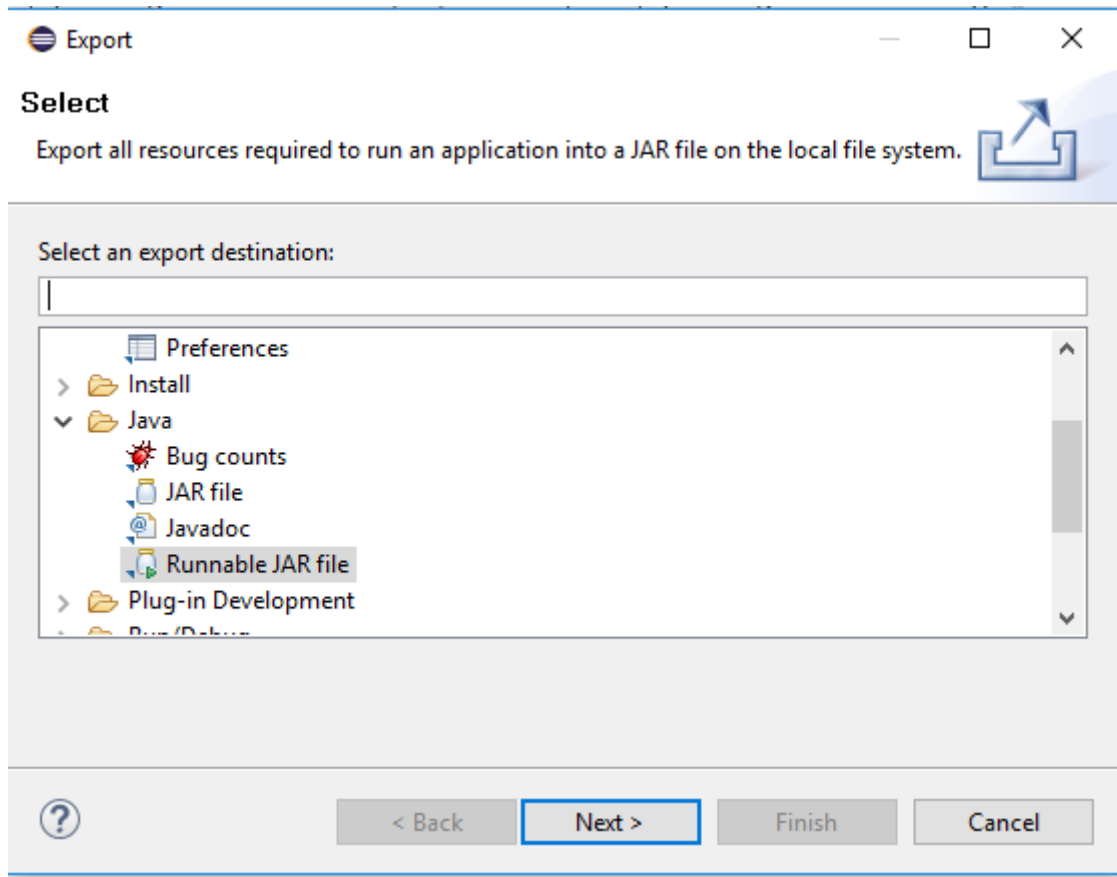 Export
Select
Export all resources required to run an application into a JAR file on the local file system.
Select an export destination:
Preferences
Install
Java
Bug counts
JAR file
Javadoc
Runnable JAR file
Plug-in Development
Run/Debug
?
< Back Next > Finish Cancel